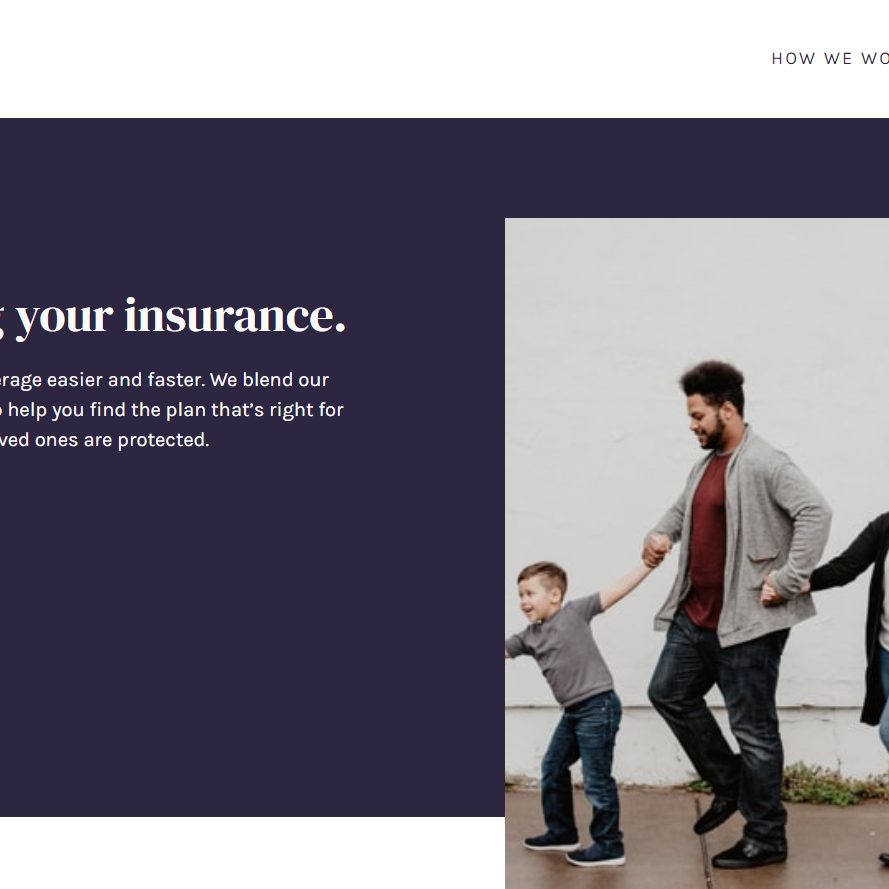 HOW WE WO
your insurance.
erage easier and faster. We blend our
help you find the plan that’s right for
ved ones are protected.